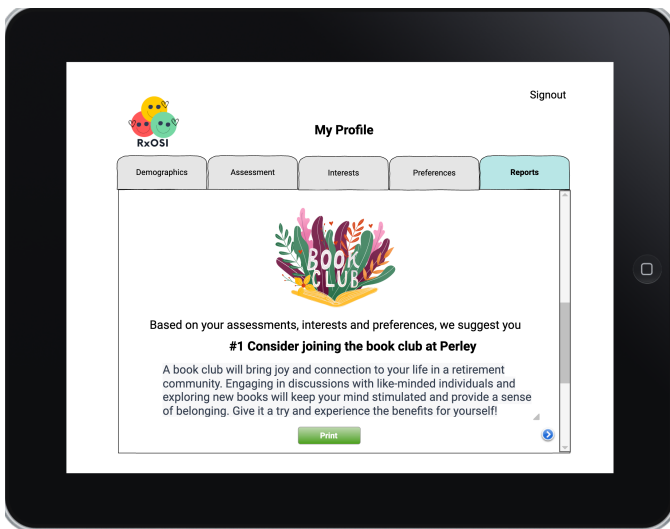 Signout
RxOSI
My Profile
Demographics
Assessment
Interests
Preferences
Reports
BOOK
CLUB
Based on your assessments, interests and preferences, we suggest you
#1 Consider joining the book club at Perley
A book club will bring joy and connection to your life in a retirement
community. Engaging in discussions with like-minded individuals and
exploring new books will keep your mind stimulated and provide a sense
of belonging. Give it a try and experience the benefits for yourself!
Print